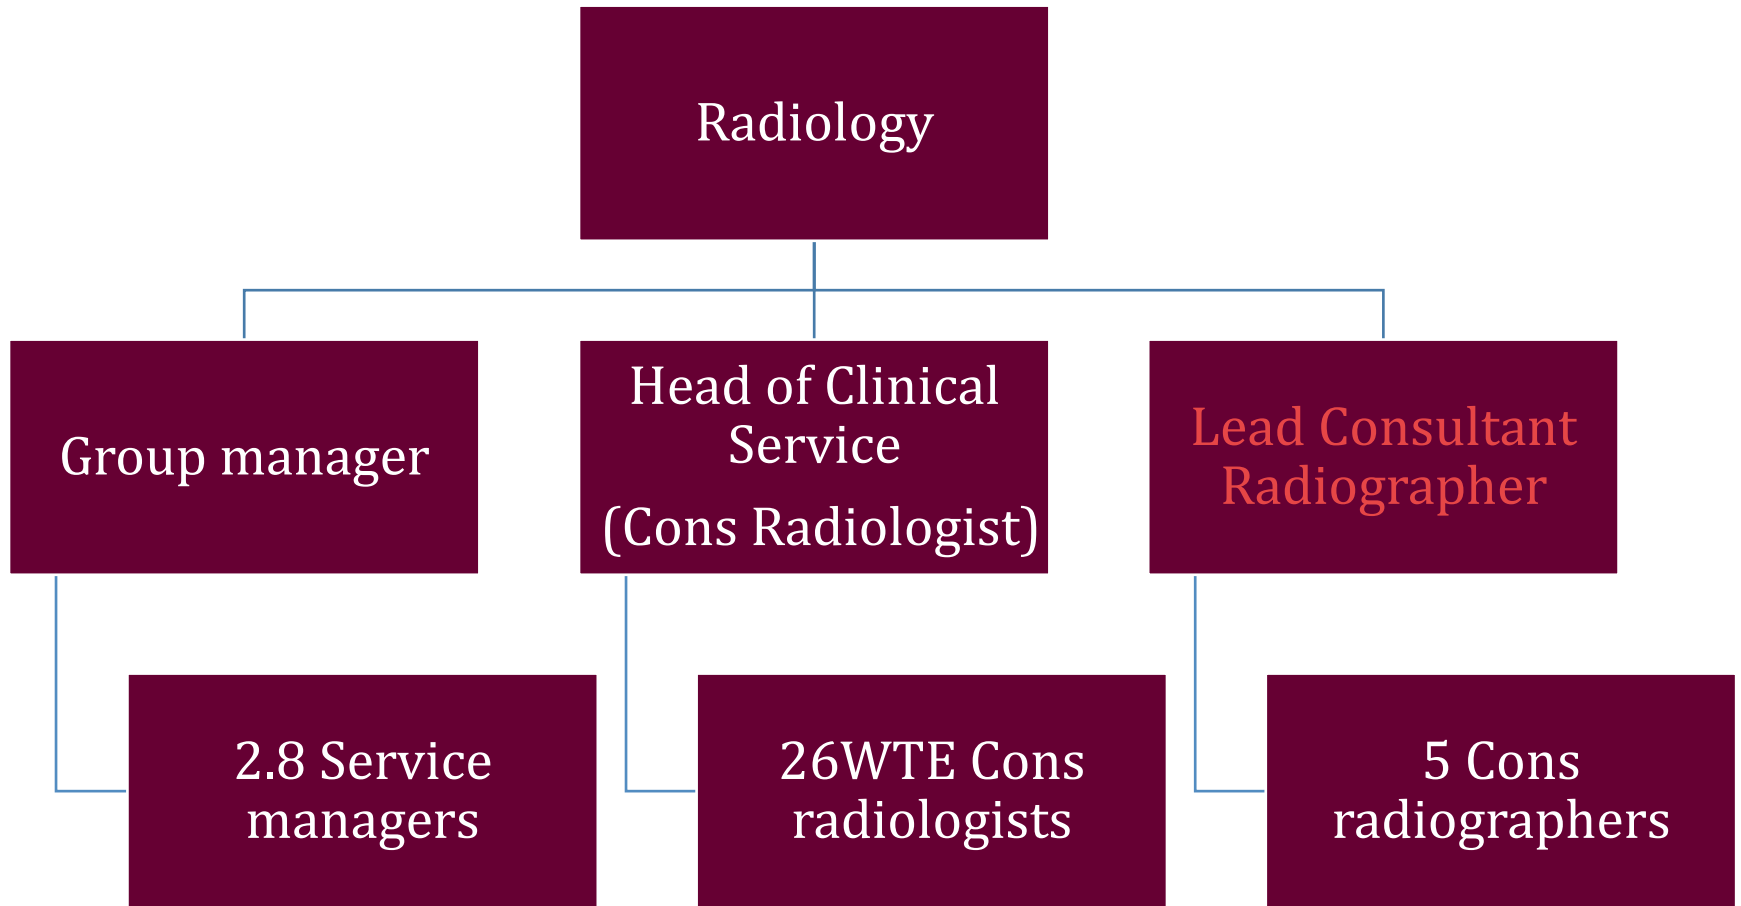 Radiology
Group manager
Head of Clinical
Service
(Cons Radiologist)
Lead Consultant
Radiographer
2.8 Service
managers
26WTE Cons
radiologists
5 Cons
radiographers